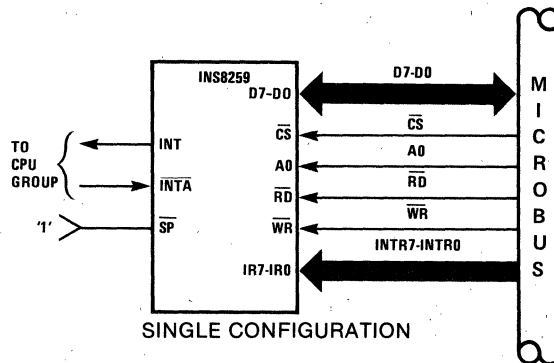 INS8259
D7-D0
D7-D0
MICROBUS
INT
TO
CPU
GROUP
INTA
CS
CS
A0
A0
RD
RD
'1'
SP
WR
WR
INTR7-INTR0
IR7-IR0
SINGLE CONFIGURATION